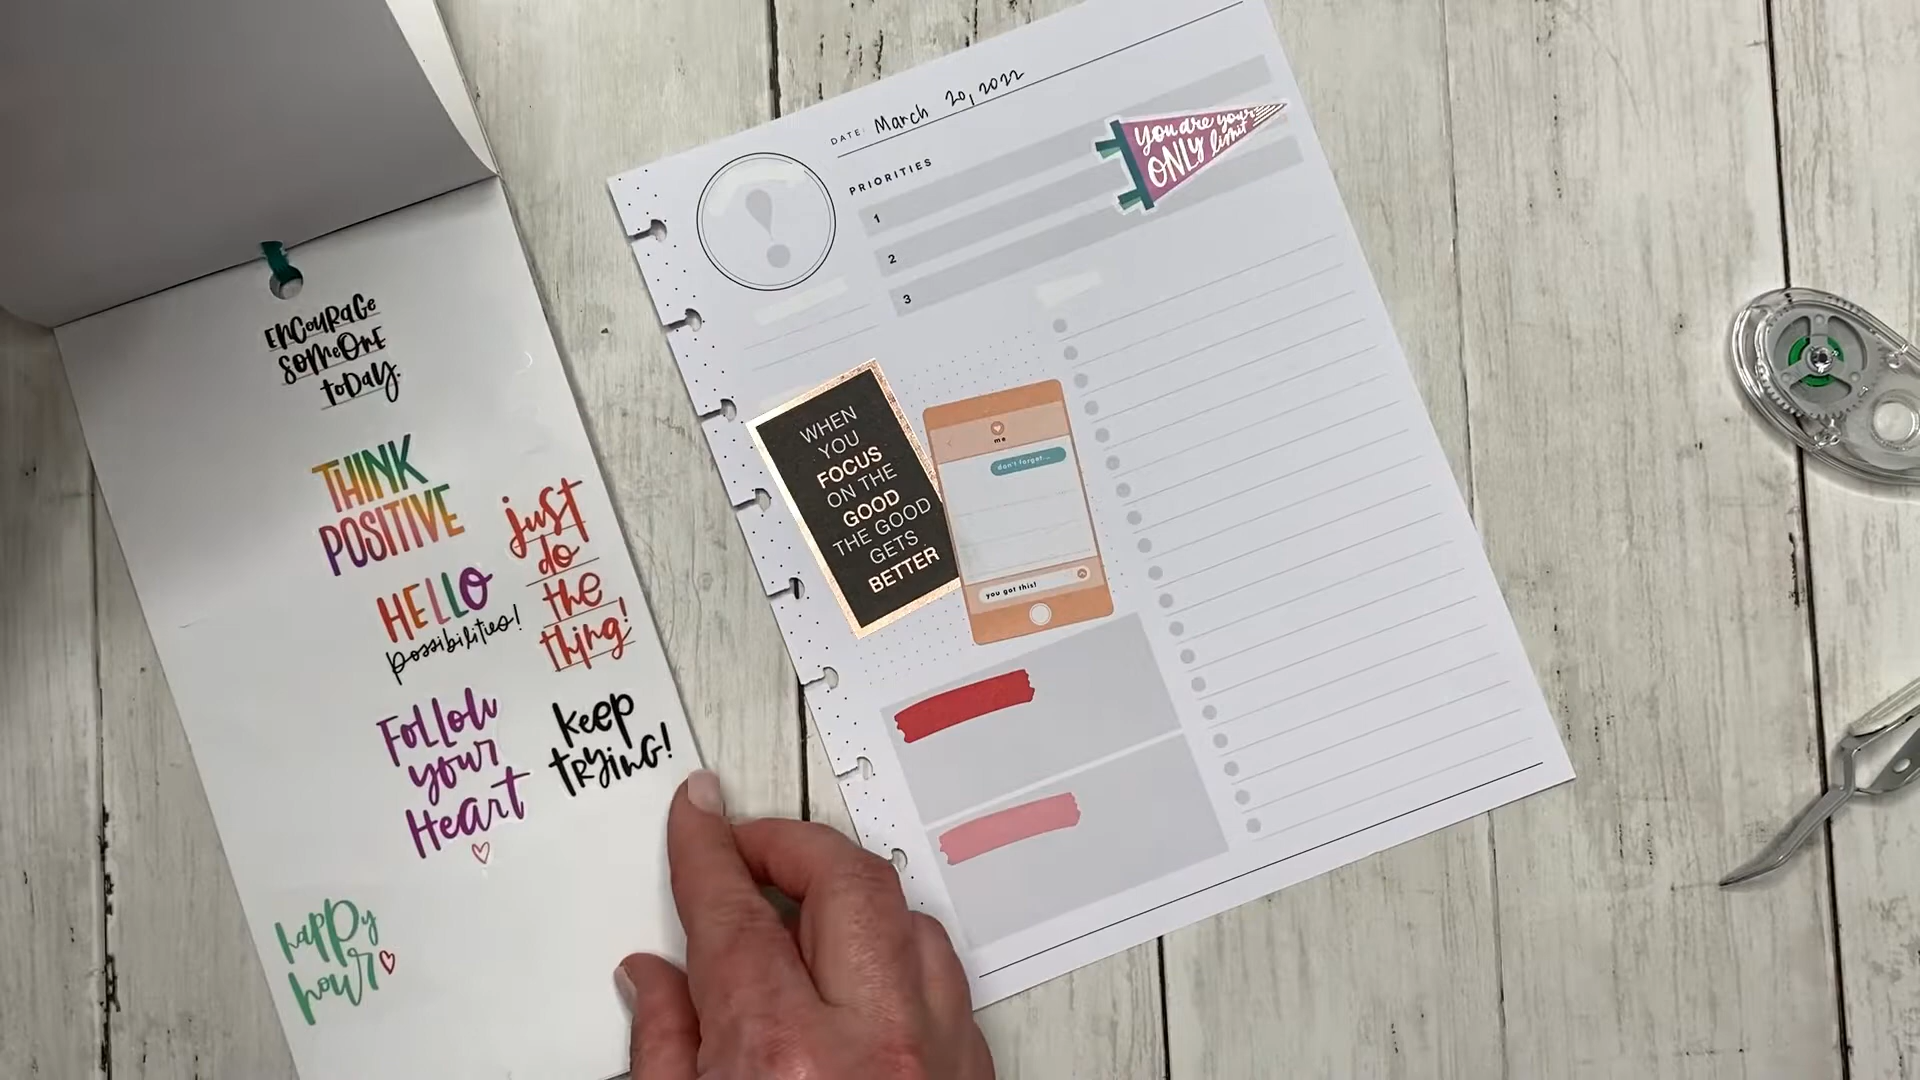 EnCouRaGe
SoMeOnE
toDay.
THINK
POSITIVE
just
do
the
thing!
HELLO
possibilities!
Follow
your
Heart
keep
tRyinG!
happy
hour
DATE: March 20, 2022
PRIORITIES
1
2
3
You are your
ONLY limit
WHEN
YOU
FOCUS
ON THE
GOOD
THE GOOD
GETS
BETTER
me
don't forget...
you got this!